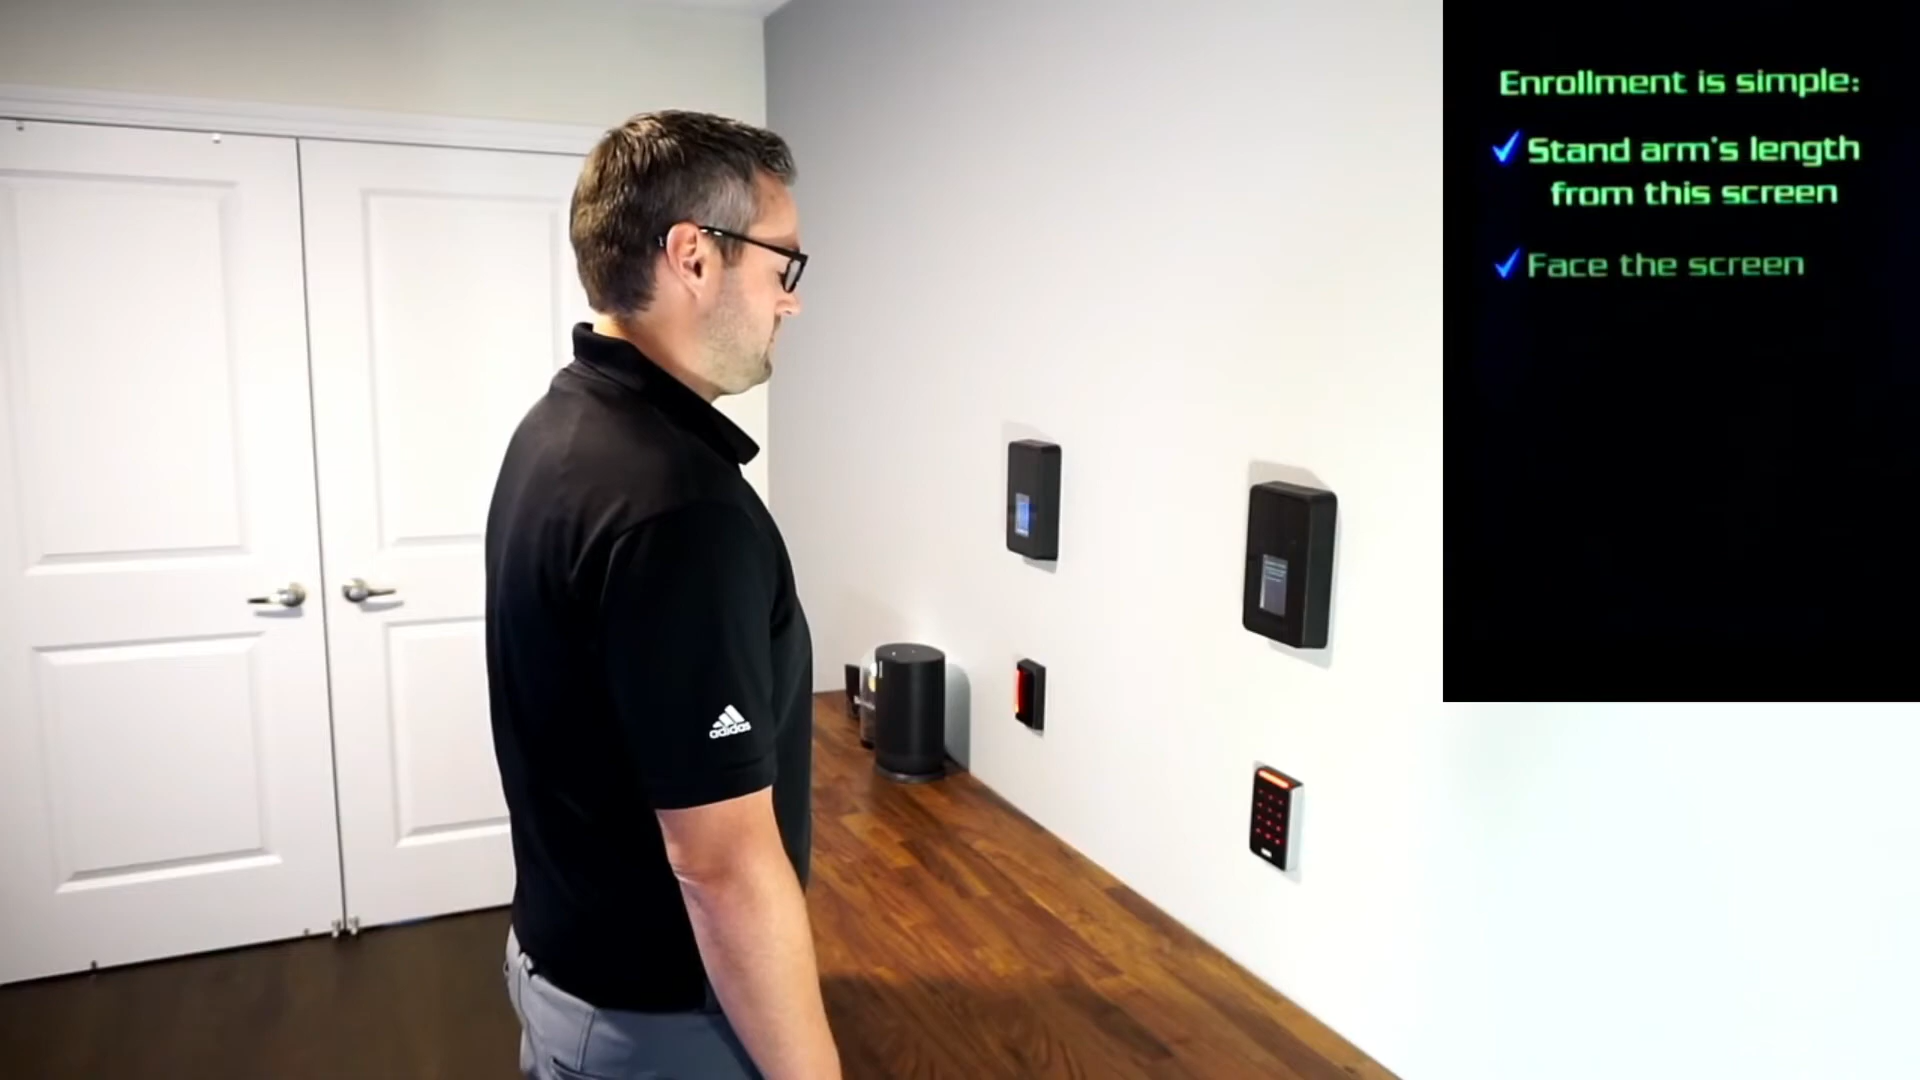 Enrollment is simple:
✓ Stand arm's length
from this screen
✓ Face the screen
adidas